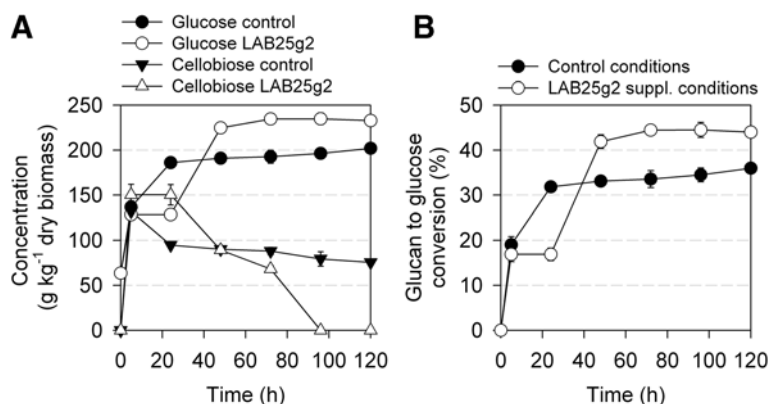 A
Glucose control
Glucose LAB25g2
Cellobiose control
Cellobiose LAB25g2
Concentration
(g kg⁻¹ dry biomass)
300
250
200
150
100
50
0
0 20 40 60 80 100 120
Time (h)
B
Control conditions
LAB25g2 suppl. conditions
Glucan to glucose
conversion (%)
50
40
30
20
10
0
0 20 40 60 80 100 120
Time (h)